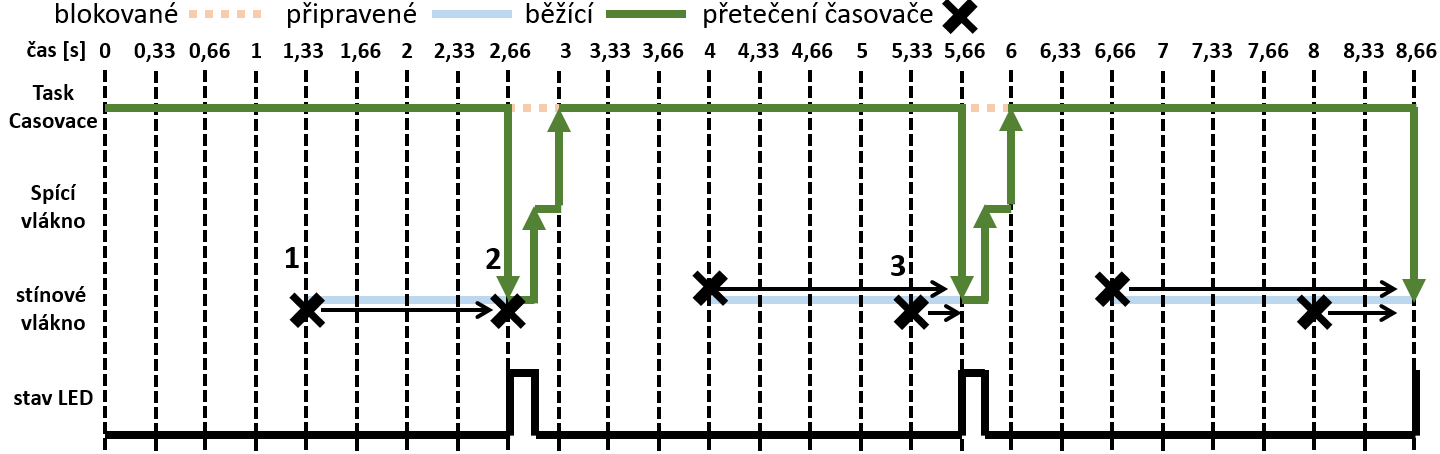 blokované připravené běžící přetečení časovače
čas [s] 0 0,33 0,66 1 1,33 1,66 2 2,33 2,66 3 3,33 3,66 4 4,33 4,66 5 5,33 5,66 6 6,33 6,66 7 7,33 7,66 8 8,33 8,66
Task
Casovace
Spící
vlákno
1 2 3
stínové
vlákno
stav LED